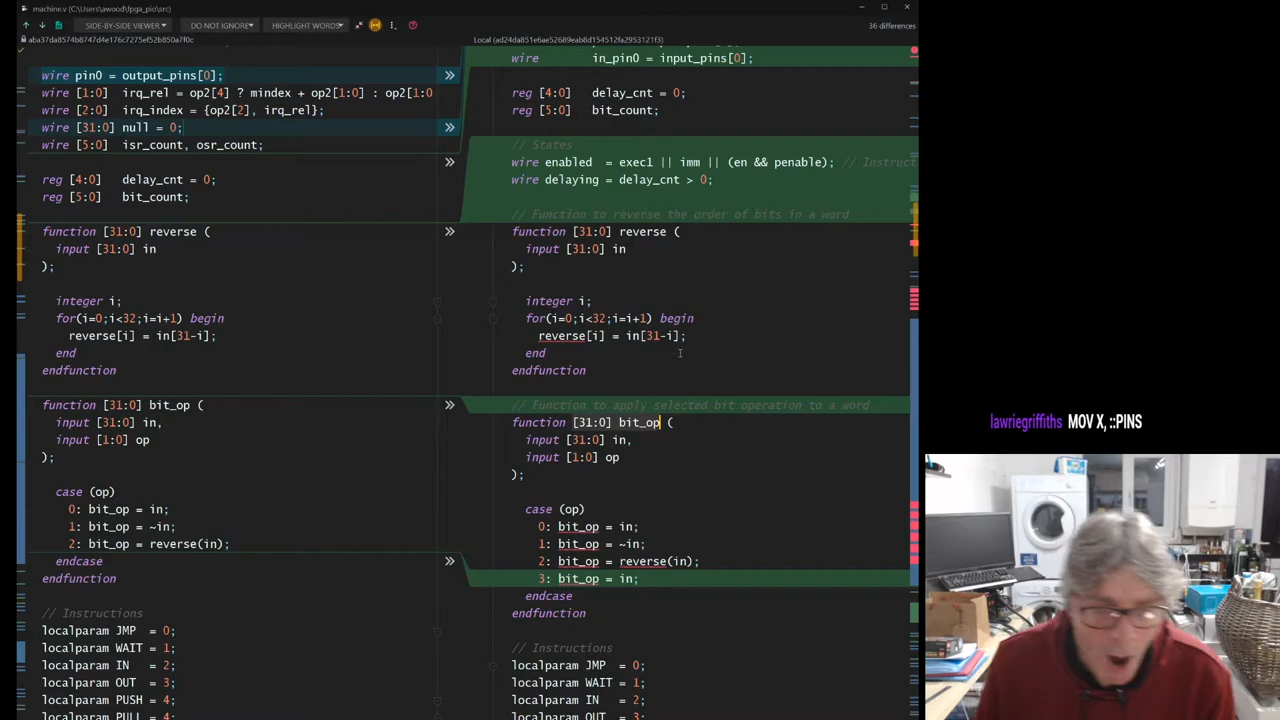 machine.v (C:\Users\awood\fpga_pio\src)
SIDE-BY-SIDE VIEWER
DO NOT IGNORE
HIGHLIGHT WORDS
36 differences
aba37da8574b8747d4e176c7275ef52b850a7f0c
Local (ad24da851e6ae52689eab8d154512fa2953121f3)
wire in_pin0 = input_pins[0];
wire pin0 = output_pins[0];
wire [1:0] irq_rel = ] ? mindex + op2[1:0] : op2[1:0
wire [2:0] irq_index = {op2[2], irq_rel};
wire [31:0] null = 0;
wire [5:0] isr_count, osr_count;
reg [4:0] delay_cnt = 0;
reg [5:0] bit_count;
function [31:0] reverse (
input [31:0] in
);
integer i;
for(i=0;i<32;i=i+1) begin
reverse[i] = in[31-i];
end
endfunction
function [31:0] bit_op (
input [31:0] in,
input [1:0] op
);
case (op)
0: bit_op = in;
1: bit_op = ~in;
2: bit_op = reverse(in);
endcase
endfunction
// Instructions
localparam JMP = 0;
localparam = 1;
localparam = 2;
localparam OUT = 3;
localparam = 4;
reg [4:0] delay_cnt = 0;
reg [5:0] bit_count;
// States
wire enabled = exec1 || imm || (en && penable); // Instruct
wire delaying = delay_cnt > 0;
// Function to reverse the order of bits in a word
function [31:0] reverse (
input [31:0] in
);
integer i;
for(i=0;i<32;i=i+1) begin
reverse[i] = in[31-i];
end
endfunction
// Function to apply selected bit operation to a word
function [31:0] bit_op (
input [31:0] in,
input [1:0] op
);
case (op)
0: bit_op = in;
1: bit_op = ~in;
2: bit_op = reverse(in);
3: bit_op = in;
endcase
endfunction
// Instructions
localparam JMP
localparam WAIT =
localparam IN =
localparam OUT =
lawriegriffiths MOV X, ::PINS